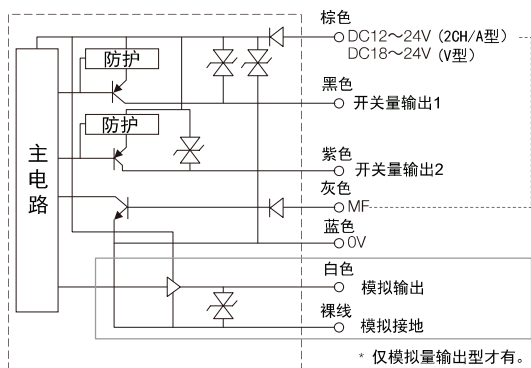 棕色
DC12～24V (2CH/A型)
DC18～24V (V型)
防护
黑色
开关量输出1
防护
紫色
开关量输出2
主电路
灰色
MF
蓝色
0V
白色
模拟输出
裸线
模拟接地
* 仅模拟量输出型才有。